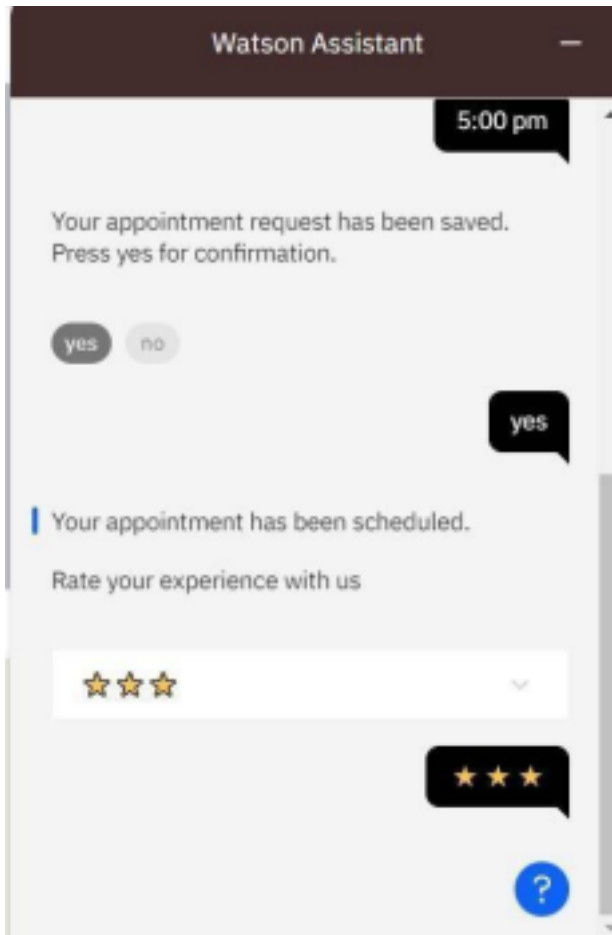 Watson Assistant
5:00 pm
Your appointment request has been saved.
Press yes for confirmation.
yes no
yes
Your appointment has been scheduled.
Rate your experience with us
?